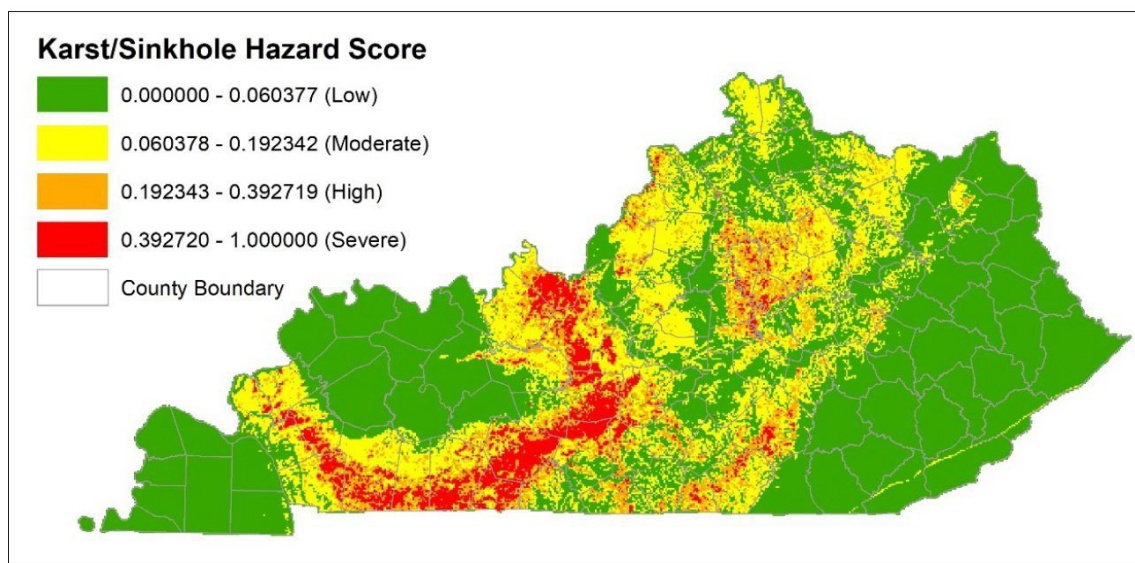 Karst/Sinkhole Hazard Score
0.000000 - 0.060377 (Low)
0.060378 - 0.192342 (Moderate)
0.192343 - 0.392719 (High)
0.392720 - 1.000000 (Severe)
County Boundary